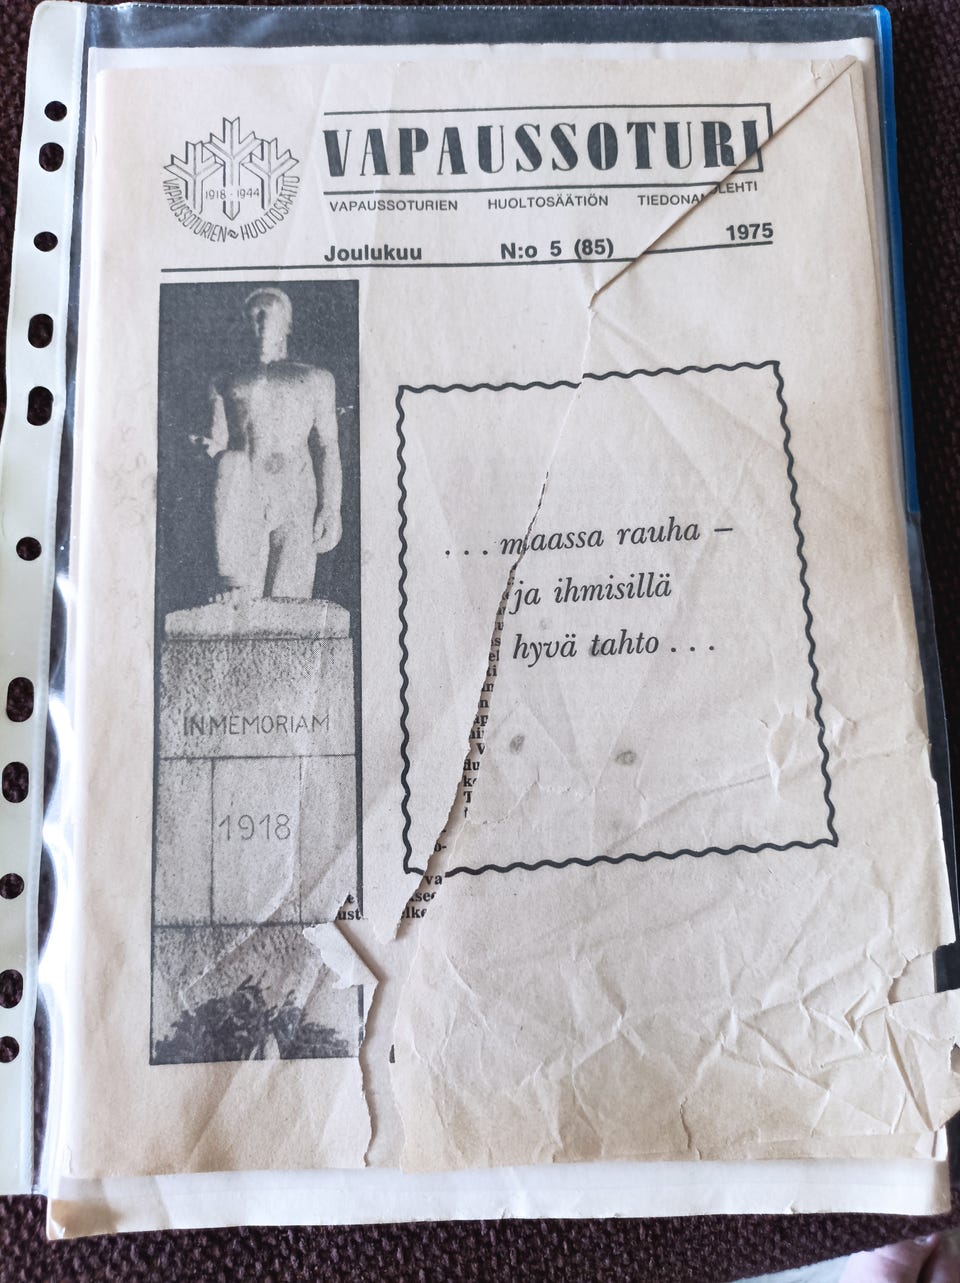 VAPAUSSOTURI
1918 - 1944
VAPAUSSOTURIEN HUOLTOSÄÄTIÖ
VAPAUSSOTURIEN HUOLTOSÄÄTIÖN TIEDONANTOLEHTI
Joulukuu N:o 5 (85) 1975
...maassa rauha –
ja ihmisillä
hyvä tahto...
IN MEMORIAM
1918